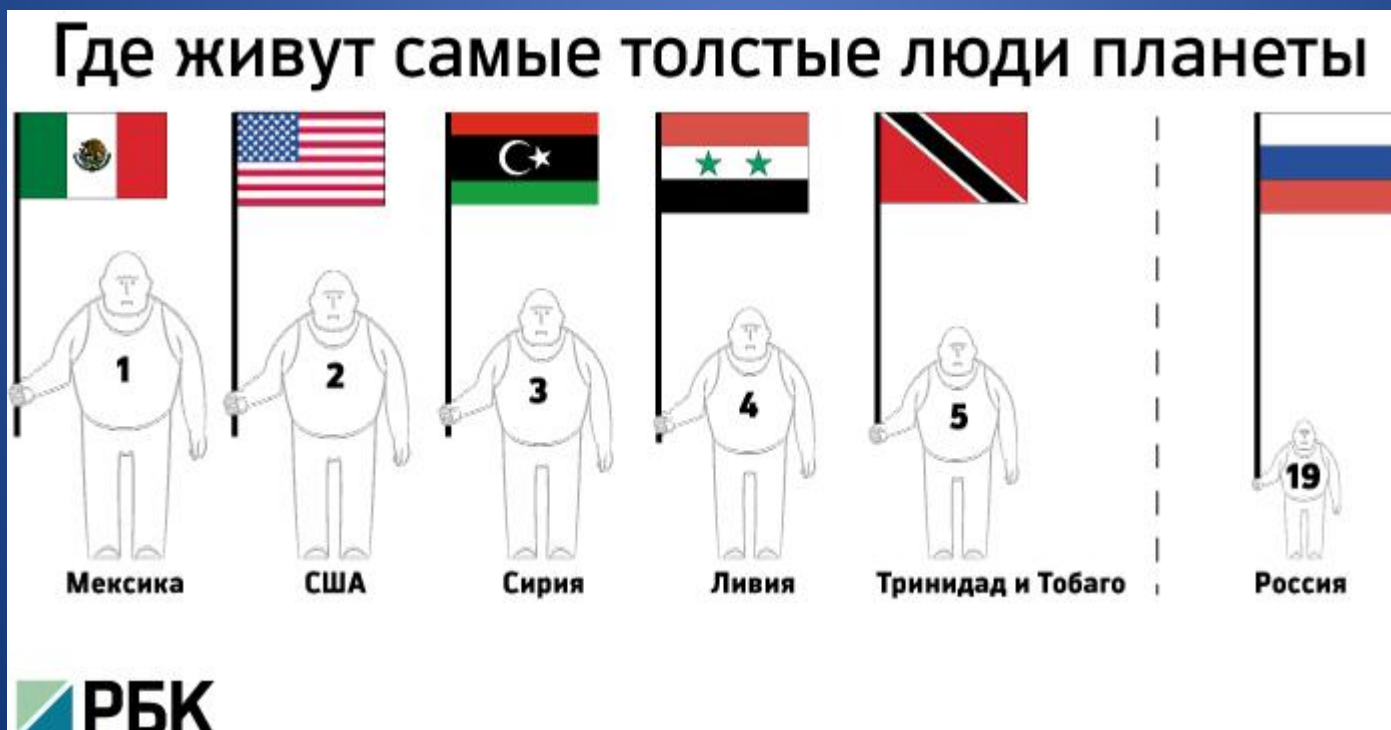 Где живут самые толстые люди планеты
1 2 3 4 5 19
Мексика США Сирия Ливия Тринидад и Тобаго Россия
РБК